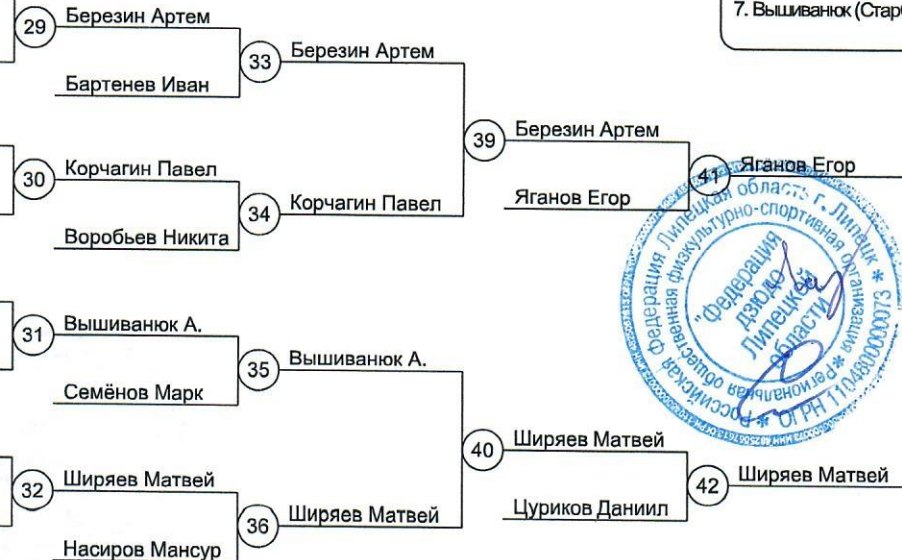 7. Вышиванюк (Стар
29 Березин Артем
33 Березин Артем
Бартенев Иван
39 Березин Артем
41 Яганов Егор
30 Корчагин Павел
34 Корчагин Павел
Яганов Егор
Воробьев Никита
31 Вышиванюк А.
35 Вышиванюк А.
Семёнов Марк
40 Ширяев Матвей
42 Ширяев Матвей
32 Ширяев Матвей
36 Ширяев Матвей
Цуриков Даниил
Насиров Мансур
Российская Федерация Липецкая область г. Липецк *
ОГРН 1104800000073 *
Региональная общественная физкультурно-спортивная организация *
"Федерация
дзюдо
Липецкой
области